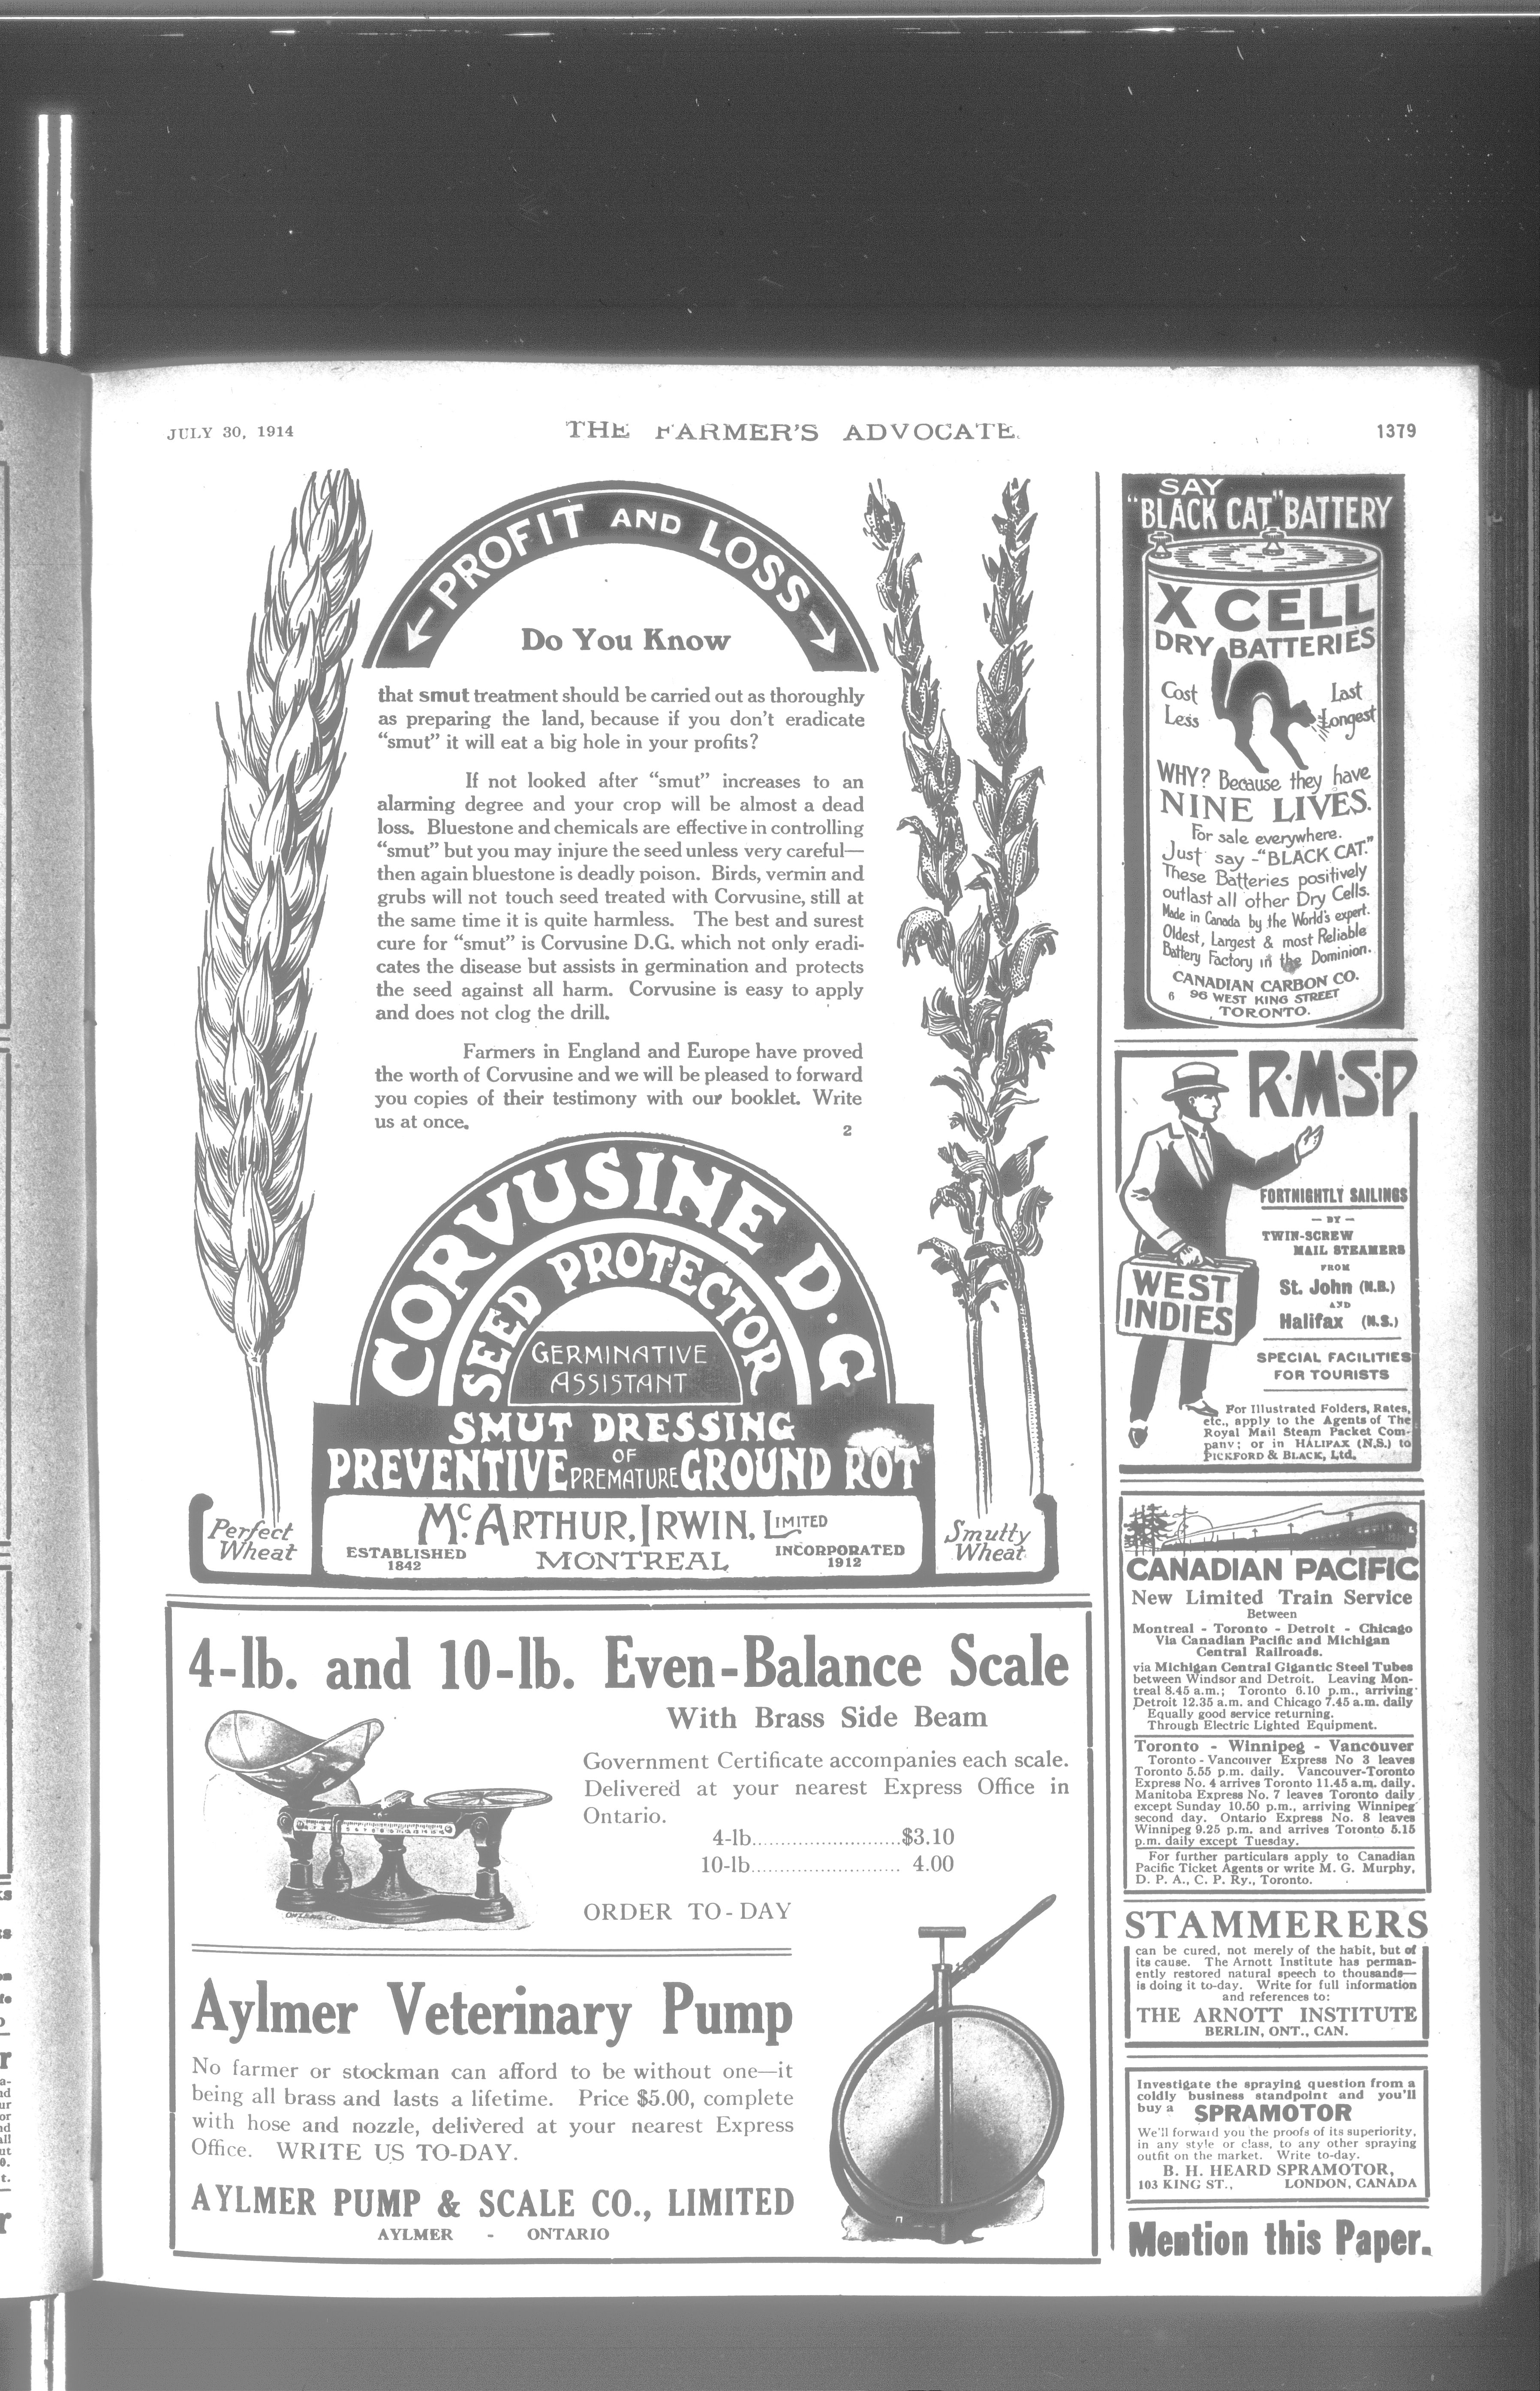 JULY 30, 1914
THE FARMER'S ADVOCATE.
1379
PROFIT AND LOSS
Do You Know
that smut treatment should be carried out as thoroughly
as preparing the land, because if you don't eradicate
“smut” it will eat a big hole in your profits?
If not looked after “smut” increases to an
alarming degree and your crop will be almost a dead
loss. Bluestone and chemicals are effective in controlling
“smut” but you may injure the seed unless very careful—
then again bluestone is deadly poison. Birds, vermin and
grubs will not touch seed treated with Corvusine, still at
the same time it is quite harmless. The best and surest
cure for “smut” is Corvusine D.G. which not only eradi-
cates the disease but assists in germination and protects
the seed against all harm. Corvusine is easy to apply
and does not clog the drill.
Farmers in England and Europe have proved
the worth of Corvusine and we will be pleased to forward
you copies of their testimony with our booklet. Write
us at once.
2
CORVUSINE D.G
SEED PROTECTOR
GERMINATIVE
ASSISTANT
SMUT DRESSING
PREVENTIVE OF PREMATURE GROUND ROT
Mc.ARTHUR, IRWIN, LIMITED
ESTABLISHED
1842
MONTREAL
INCORPORATED
1912
Perfect
Wheat
Smutty
Wheat
4-lb. and 10-lb. Even-Balance Scale
With Brass Side Beam
Government Certificate accompanies each scale.
Delivered at your nearest Express Office in
Ontario.
4-lb...........................$3.10
10-lb........................... 4.00
ORDER TO-DAY
Aylmer Veterinary Pump
No farmer or stockman can afford to be without one—it
being all brass and lasts a lifetime. Price $5.00, complete
with hose and nozzle, delivered at your nearest Express
Office. WRITE US TO-DAY.
AYLMER PUMP & SCALE CO., LIMITED
AYLMER - ONTARIO
SAY
“BLACK CAT” BATTERY
X CELL
DRY BATTERIES
Cost
Less
Last
Longest
WHY? Because they have
NINE LIVES.
For sale everywhere.
Just say -“BLACK CAT.”
These Batteries positively
outlast all other Dry Cells.
Made in Canada by the World's expert.
Oldest, Largest & most Reliable
Battery Factory in the Dominion.
CANADIAN CARBON CO.
6 96 WEST KING STREET
TORONTO.
R·M·S·P
FORTNIGHTLY SAILINGS
— BY —
TWIN-SCREW
MAIL STEAMERS
FROM
St. John (N.B.)
AND
Halifax (N.S.)
WEST
INDIES
SPECIAL FACILITIES
FOR TOURISTS
For Illustrated Folders, Rates,
etc., apply to the Agents of The
Royal Mail Steam Packet Com-
pany; or in HALIFAX (N.S.) to
PICKFORD & BLACK, Ltd.
CANADIAN PACIFIC
New Limited Train Service
Between
Montreal - Toronto - Detroit - Chicago
Via Canadian Pacific and Michigan
Central Railroads.
via Michigan Central Gigantic Steel Tubes
between Windsor and Detroit. Leaving Mon-
treal 8.45 a.m.; Toronto 6.10 p.m., arriving
Detroit 12.35 a.m. and Chicago 7.45 a.m. daily
Equally good service returning.
Through Electric Lighted Equipment.
Toronto - Winnipeg - Vancouver
Toronto-Vancouver Express No 3 leaves
Toronto 5.55 p.m. daily. Vancouver-Toronto
Express No. 4 arrives Toronto 11.45 a.m. daily.
Manitoba Express No. 7 leaves Toronto daily
except Sunday 10.50 p.m., arriving Winnipeg
second day. Ontario Express No. 8 leaves
Winnipeg 9.25 p.m. and arrives Toronto 5.15
p.m. daily except Tuesday.
For further particulars apply to Canadian
Pacific Ticket Agents or write M. G. Murphy,
D. P. A., C. P. Ry., Toronto.
STAMMERERS
can be cured, not merely of the habit, but of
its cause. The Arnott Institute has perman-
ently restored natural speech to thousands—
is doing it to-day. Write for full information
and references to:
THE ARNOTT INSTITUTE
BERLIN, ONT., CAN.
Investigate the spraying question from a
coldly business standpoint and you'll
buy a SPRAMOTOR
We'll forward you the proofs of its superiority,
in any style or class, to any other spraying
outfit on the market. Write to-day.
B. H. HEARD SPRAMOTOR,
103 KING ST., LONDON, CANADA
Mention this Paper.